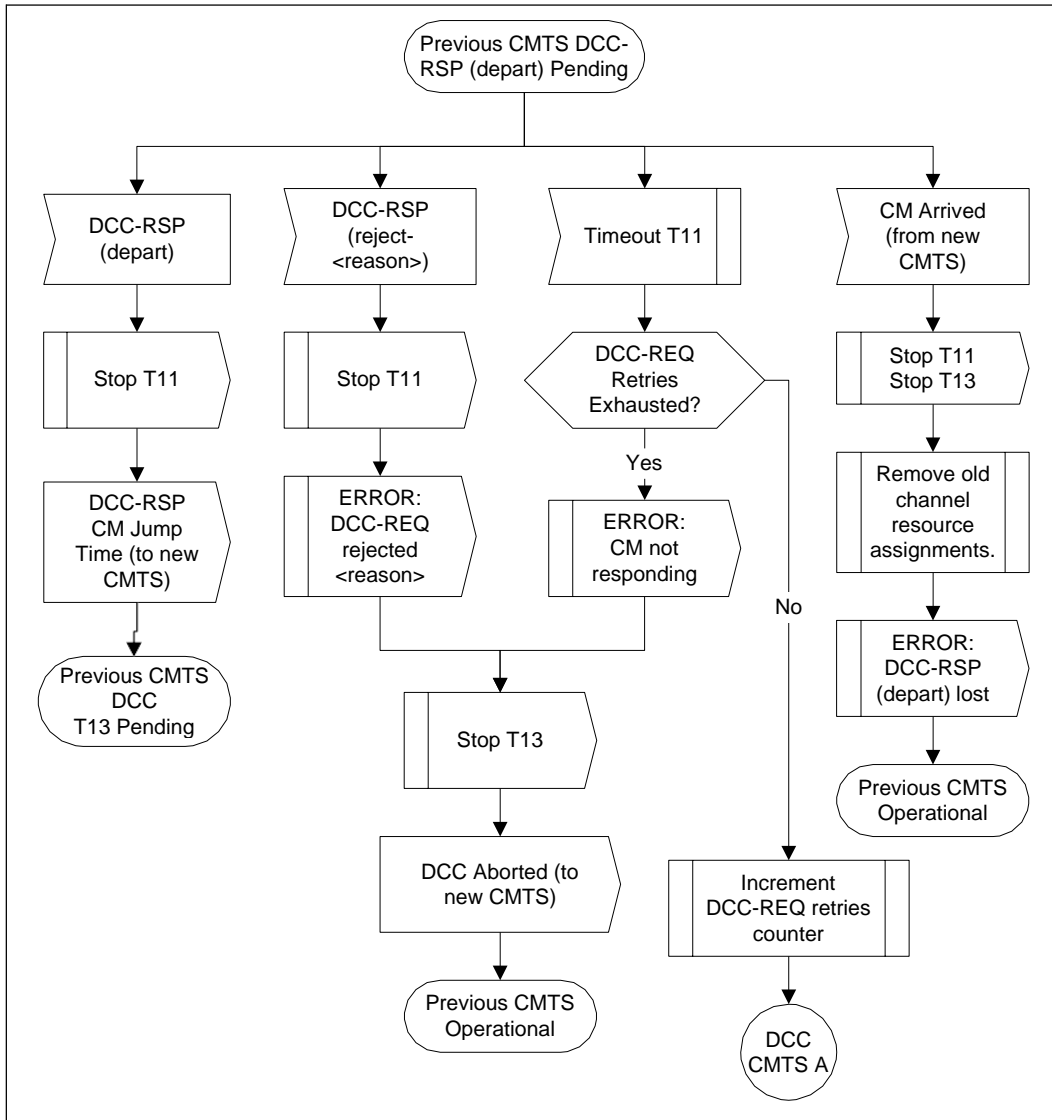 Previous CMTS DCC-
RSP (depart) Pending
DCC-RSP
(depart)
Stop T11
DCC-RSP
CM Jump
Time (to new
CMTS)
Previous CMTS
DCC
T13 Pending
DCC-RSP
(reject-
<reason>)
Stop T11
ERROR:
DCC-REQ
rejected
<reason>
Timeout T11
DCC-REQ
Retries
Exhausted?
Yes
ERROR:
CM not
responding
No
Stop T13
DCC Aborted (to
new CMTS)
Previous CMTS
Operational
Increment
DCC-REQ retries
counter
DCC
CMTS A
CM Arrived
(from new
CMTS)
Stop T11
Stop T13
Remove old
channel
resource
assignments.
ERROR:
DCC-RSP
(depart) lost
Previous CMTS
Operational